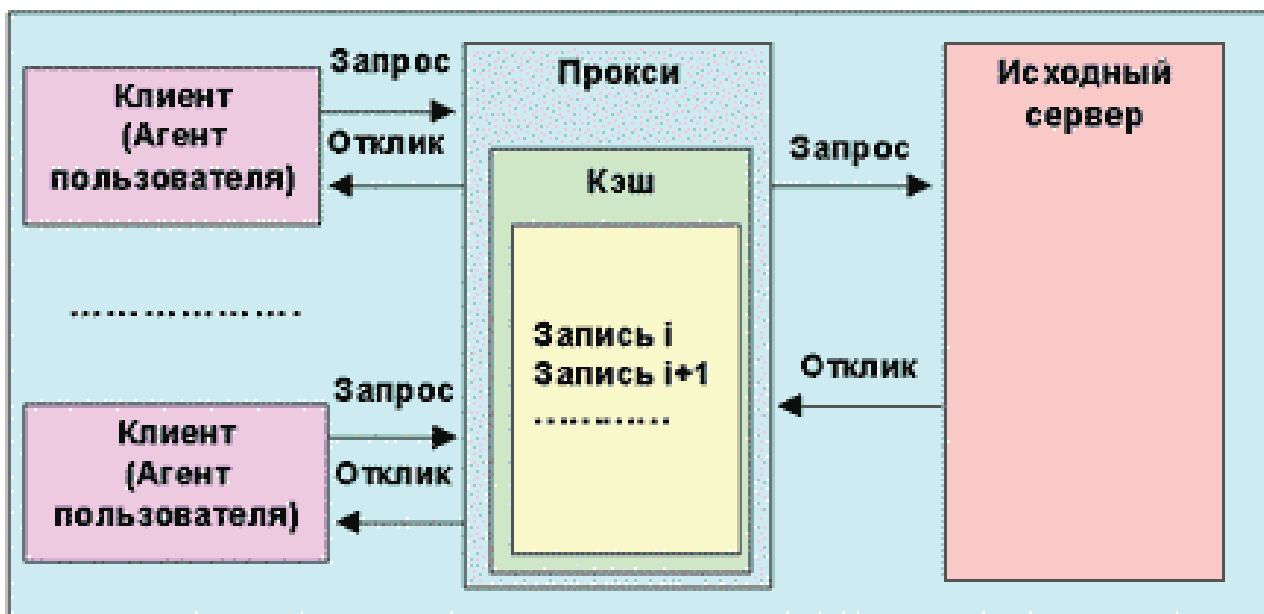 Запрос
Клиент
(Агент
пользователя)
Отклик
Прокси
Кэш
Запись i
Запись i+1
............
Запрос
Исходный
сервер
Отклик
....................
Запрос
Клиент
(Агент
пользователя)
Отклик